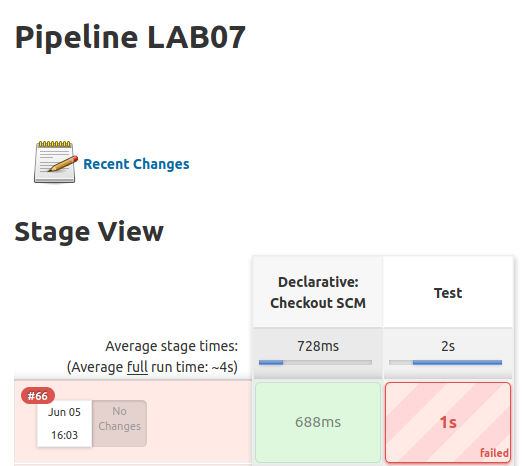 Pipeline LAB07
Recent Changes
Stage View
Declarative:
Checkout SCM
Test
Average stage times:
(Average full run time: ~4s)
728ms
2s
#66
Jun 05
16:03
No
Changes
688ms
1s
failed